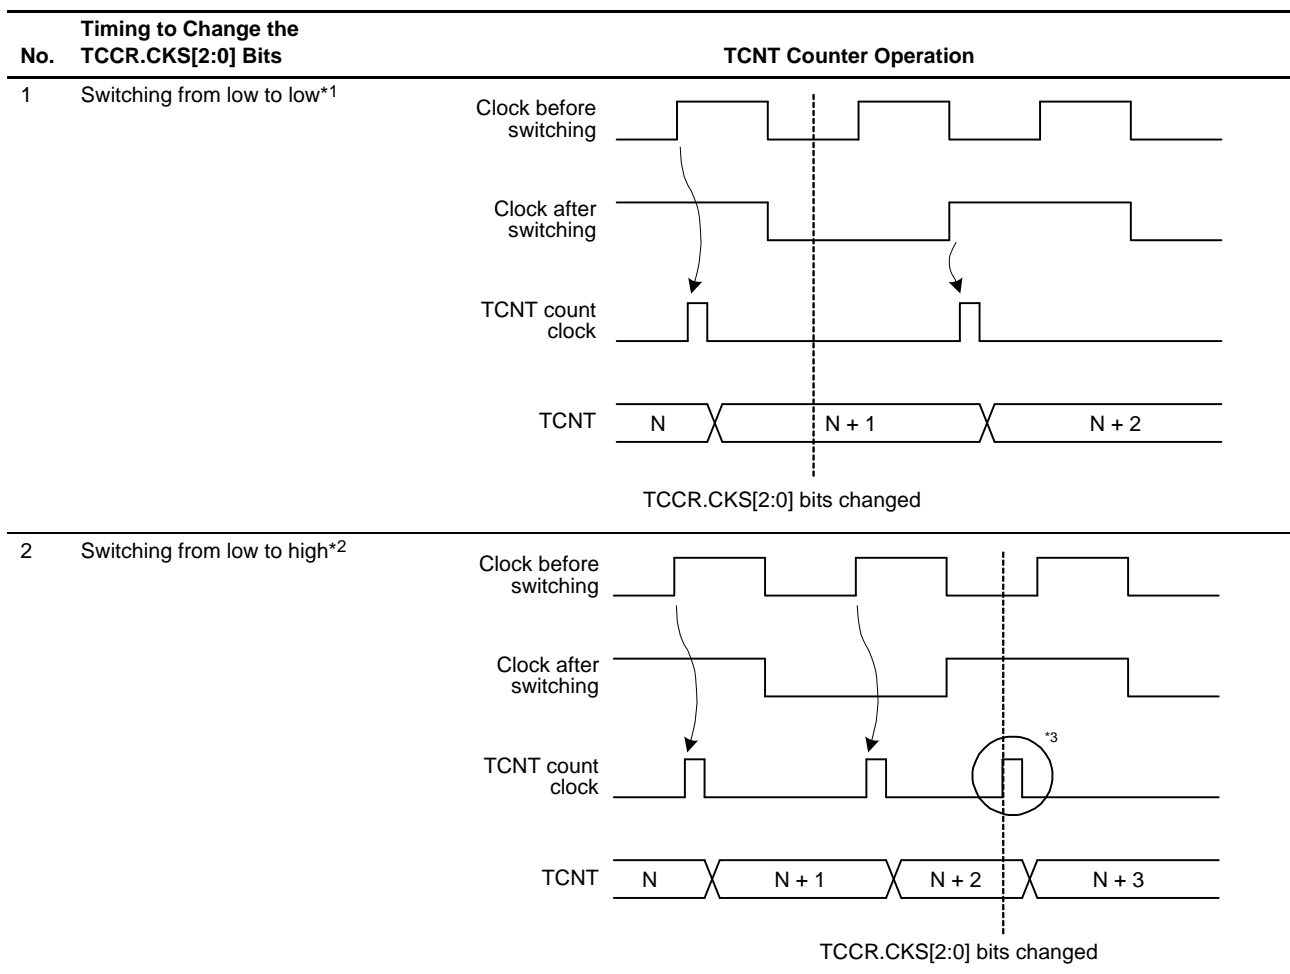 No.
Timing to Change the
TCCR.CKS[2:0] Bits
TCNT Counter Operation
1
Switching from low to low*1
Clock before
switching
Clock after
switching
TCNT count
clock
TCNT
N
N + 1
N + 2
TCCR.CKS[2:0] bits changed
2
Switching from low to high*2
Clock before
switching
Clock after
switching
TCNT count
clock
*3
TCNT
N
N + 1
N + 2
N + 3
TCCR.CKS[2:0] bits changed